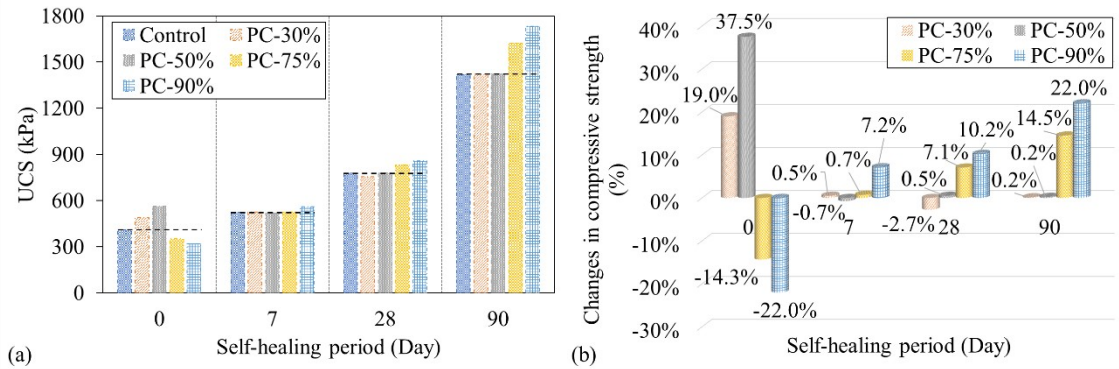 1800
1500
1200
900
600
300
0
UCS (kPa)
Control
PC-30%
PC-50%
PC-75%
PC-90%
0
7
28
90
Self-healing period (Day)
(a)
40%
30%
20%
10%
0%
-10%
-20%
-30%
Changes in compressive strength
(%)
PC-30%
PC-50%
PC-75%
PC-90%
37.5%
19.0%
-14.3%
-22.0%
0.5%
-0.7%
0.7%
7.2%
-2.7%
0.5%
7.1%
10.2%
0.2%
0.2%
14.5%
22.0%
0
7
28
90
Self-healing period (Day)
(b)